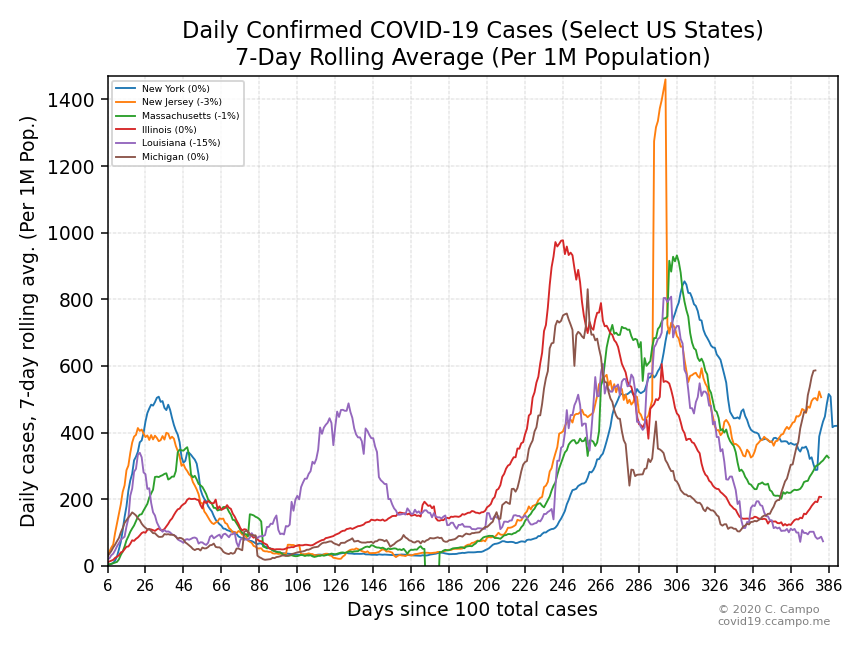 Daily Confirmed COVID-19 Cases (Select US States)
7-Day Rolling Average (Per 1M Population)
Daily cases, 7-day rolling avg. (Per 1M Pop.)
1400
1200
1000
800
600
400
200
0
New York (0%)
New Jersey (-3%)
Massachusetts (-1%)
Illinois (0%)
Louisiana (-15%)
Michigan (0%)
6 26 46 66 86 106 126 146 166 186 206 226 246 266 286 306 326 346 366 386
Days since 100 total cases
© 2020 C. Campo
covid19.ccampo.me